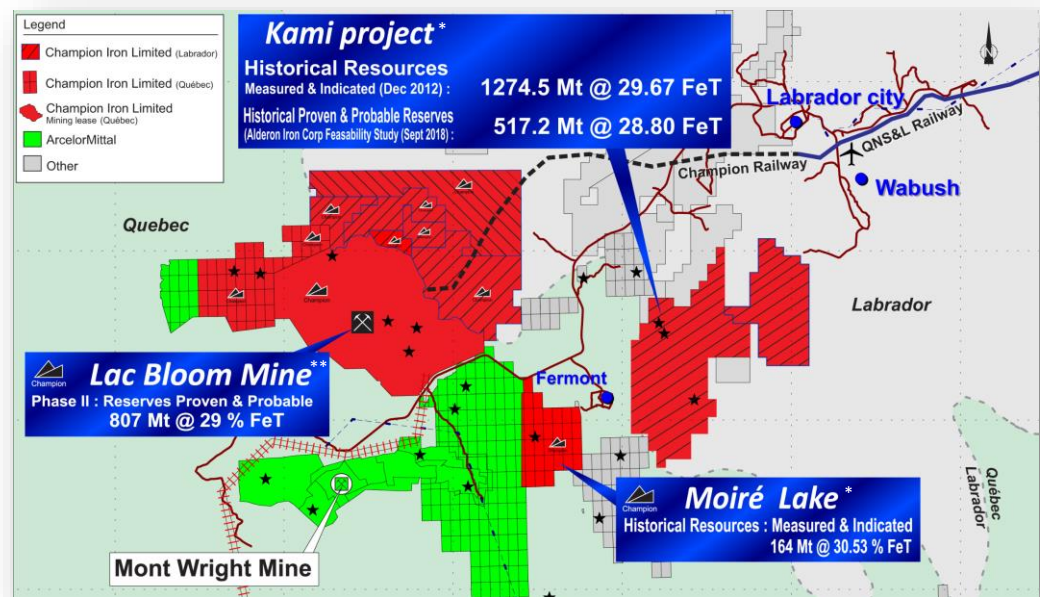 Legend
Champion Iron Limited (Labrador)
Champion Iron Limited (Québec)
Champion Iron Limited
Mining lease (Québec)
ArcelorMittal
Other
Kami project *
Historical Resources
Measured & Indicated (Dec 2012) : 1274.5 Mt @ 29.67 FeT
Historical Proven & Probable Reserves
(Alderon Iron Corp Feasability Study (Sept 2018) : 517.2 Mt @ 28.80 FeT
N
Labrador city
QNS&L Railway
Champion Railway
Wabush
Quebec
Labrador
Champion
Champion
Lac Bloom Mine **
Phase II : Reserves Proven & Probable
807 Mt @ 29 % FeT
Fermont
Champion
Moiré Lake *
Historical Resources : Measured & Indicated
164 Mt @ 30.53 % FeT
Mont Wright Mine
Québec
Labrador